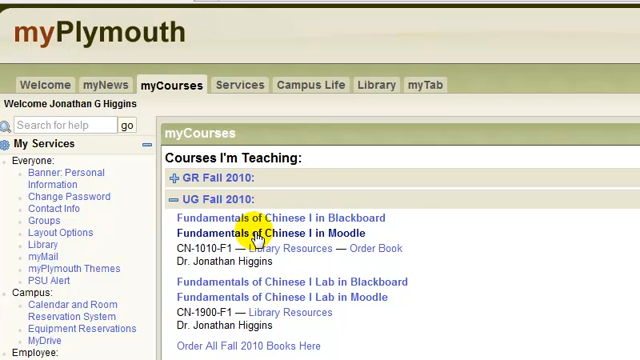 myPlymouth
Welcome myNews myCourses Services Campus Life Library myTab
Welcome Jonathan G Higgins
Search for help go
My Services
Everyone:
Banner: Personal
Information
Change Password
Contact Info
Groups
Layout Options
Library
myMail
myPlymouth Themes
PSU Alert
Campus:
Calendar and Room
Reservation System
Equipment Reservations
MyDrive
Employee:
myCourses
Courses I'm Teaching:
GR Fall 2010:
UG Fall 2010:
Fundamentals of Chinese I in Blackboard
Fundamentals of Chinese I in Moodle
CN-1010-F1 — Library Resources — Order Book
Dr. Jonathan Higgins
Fundamentals of Chinese I Lab in Blackboard
Fundamentals of Chinese I Lab in Moodle
CN-1900-F1 — Library Resources
Dr. Jonathan Higgins
Order All Fall 2010 Books Here